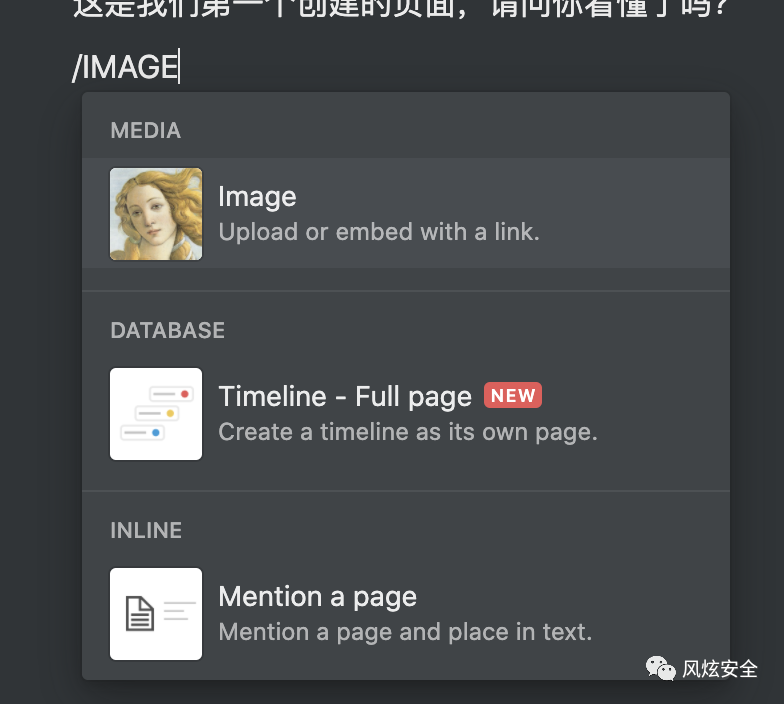 这是我们第一个创建的页面，请问你看懂了吗？
/IMAGE
MEDIA
Image
Upload or embed with a link.
DATABASE
Timeline - Full page NEW
Create a timeline as its own page.
INLINE
Mention a page
Mention a page and place in text.
风炫安全